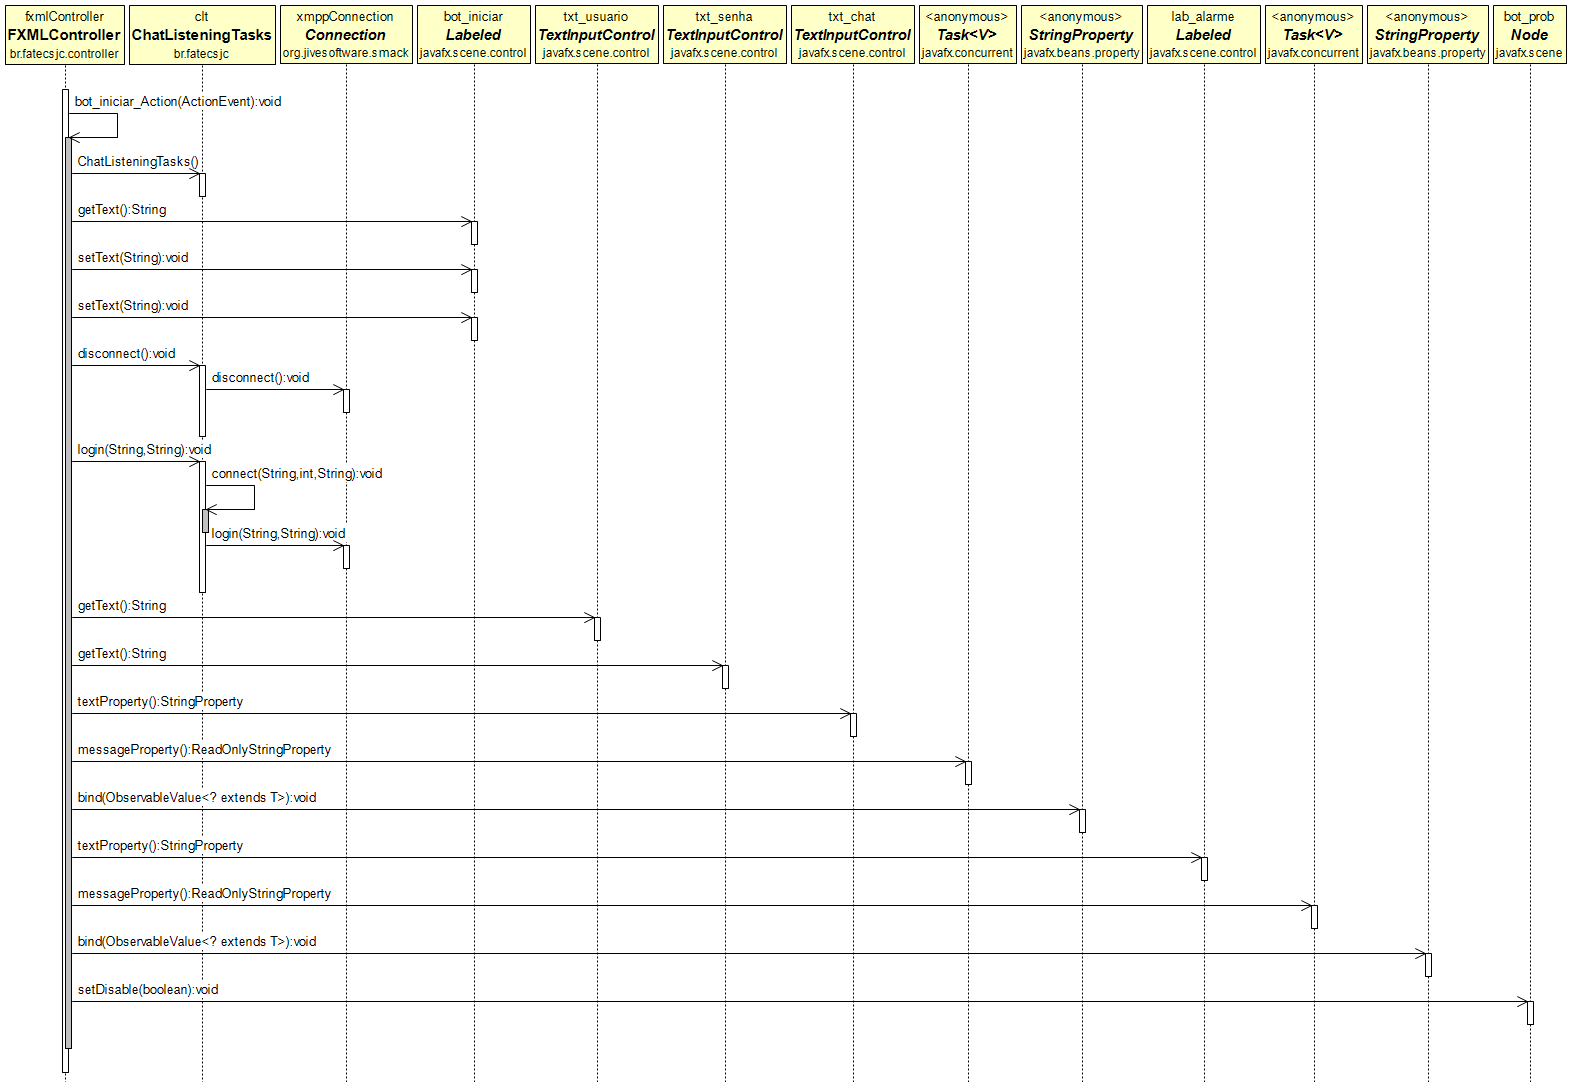 fxmlController
FXMLController
br.fatecsjc.controller
clt
ChatListeningTasks
br.fatecsjc
xmppConnection
Connection
org.jivesoftware.smack
bot_iniciar
Labeled
javafx.scene.control
txt_usuario
TextInputControl
javafx.scene.control
txt_senha
TextInputControl
javafx.scene.control
txt_chat
TextInputControl
javafx.scene.control
<anonymous>
Task<V>
javafx.concurrent
<anonymous>
StringProperty
javafx.beans.property
lab_alarme
Labeled
javafx.scene.control
<anonymous>
Task<V>
javafx.concurrent
<anonymous>
StringProperty
javafx.beans.property
bot_prob
Node
javafx.scene
bot_iniciar_Action(ActionEvent):void
ChatListeningTasks()
getText():String
setText(String):void
setText(String):void
disconnect():void
disconnect():void
login(String,String):void
connect(String,int,String):void
login(String,String):void
getText():String
getText():String
textProperty():StringProperty
messageProperty():ReadOnlyStringProperty
bind(ObservableValue<? extends T>):void
textProperty():StringProperty
messageProperty():ReadOnlyStringProperty
bind(ObservableValue<? extends T>):void
setDisable(boolean):void